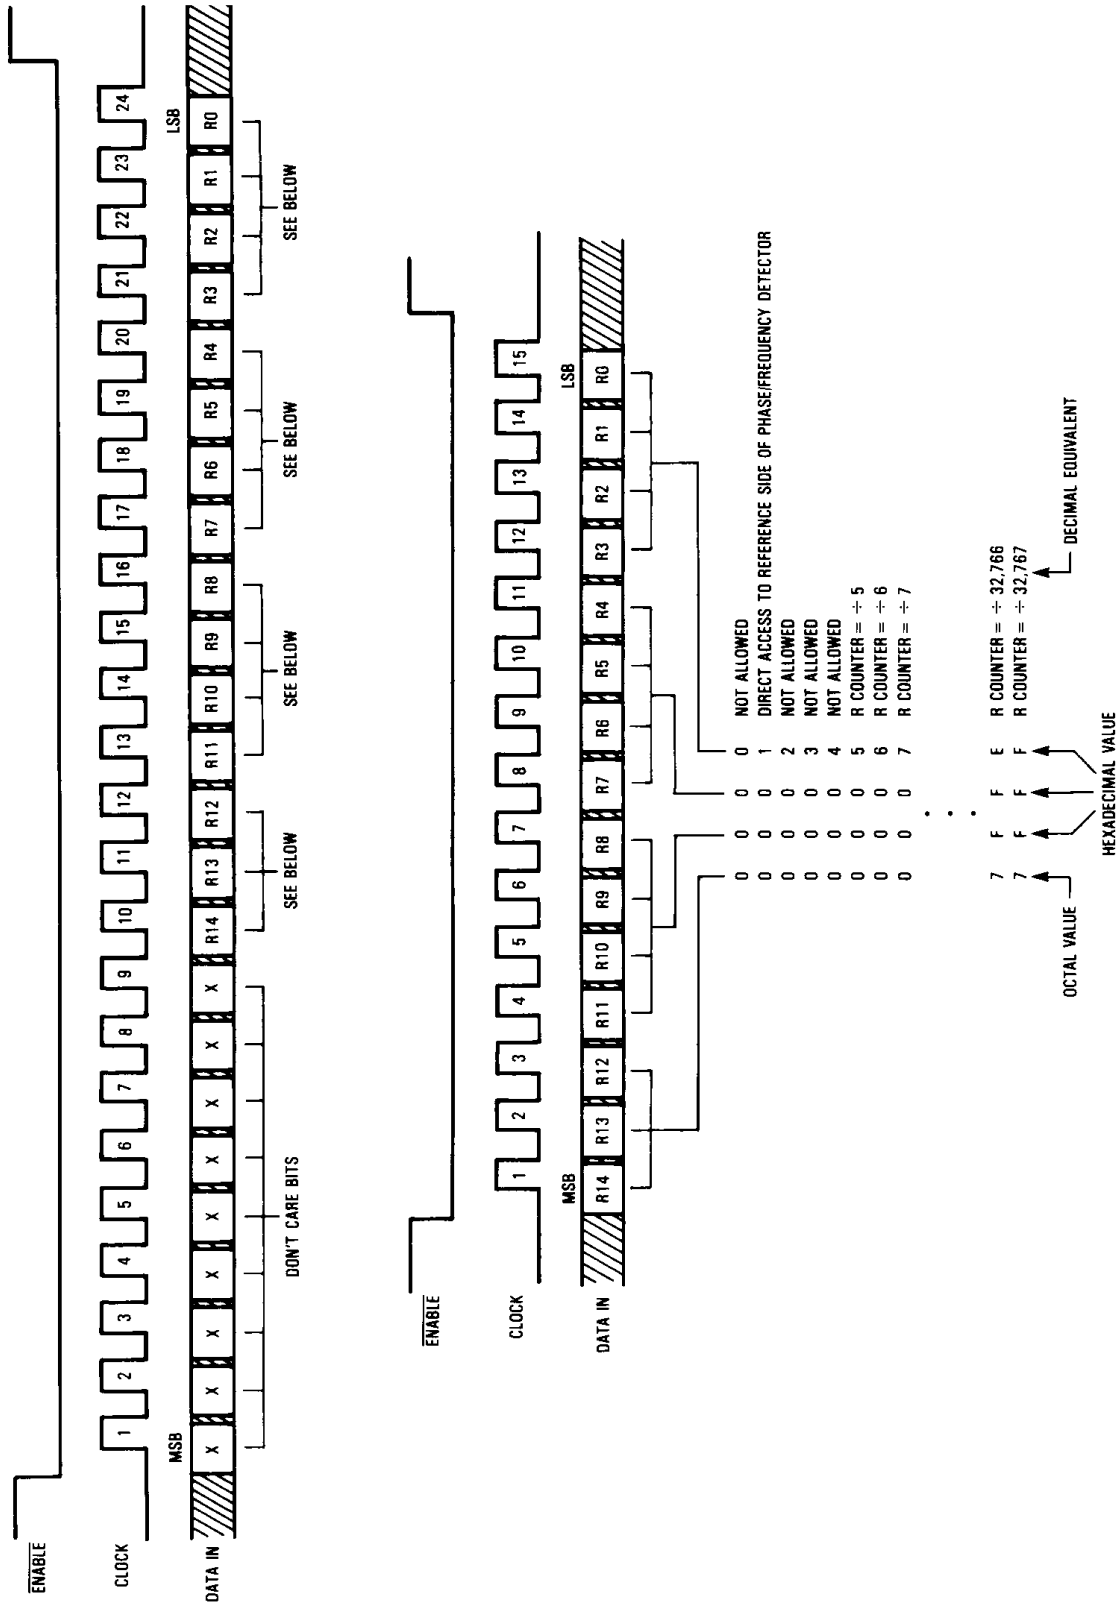 ENABLE
CLOCK
1 2 3 4 5 6 7 8 9 10 11 12 13 14 15 16 17 18 19 20 21 22 23 24
MSB LSB
DATA IN X X X X X X X X X R14 R13 R12 R11 R10 R9 R8 R7 R6 R5 R4 R3 R2 R1 R0
DON'T CARE BITS SEE BELOW SEE BELOW SEE BELOW SEE BELOW
ENABLE
CLOCK
1 2 3 4 5 6 7 8 9 10 11 12 13 14 15
MSB LSB
DATA IN R14 R13 R12 R11 R10 R9 R8 R7 R6 R5 R4 R3 R2 R1 R0
0 0 0 0 NOT ALLOWED
0 0 0 1 DIRECT ACCESS TO REFERENCE SIDE OF PHASE/FREQUENCY DETECTOR
0 0 0 2 NOT ALLOWED
0 0 0 3 NOT ALLOWED
0 0 0 4 NOT ALLOWED
0 0 0 5 R COUNTER = ÷ 5
0 0 0 6 R COUNTER = ÷ 6
0 0 0 7 R COUNTER = ÷ 7
. . .
7 F F E R COUNTER = ÷ 32,766
7 F F F R COUNTER = ÷ 32,767
OCTAL VALUE DECIMAL EQUIVALENT
HEXADECIMAL VALUE